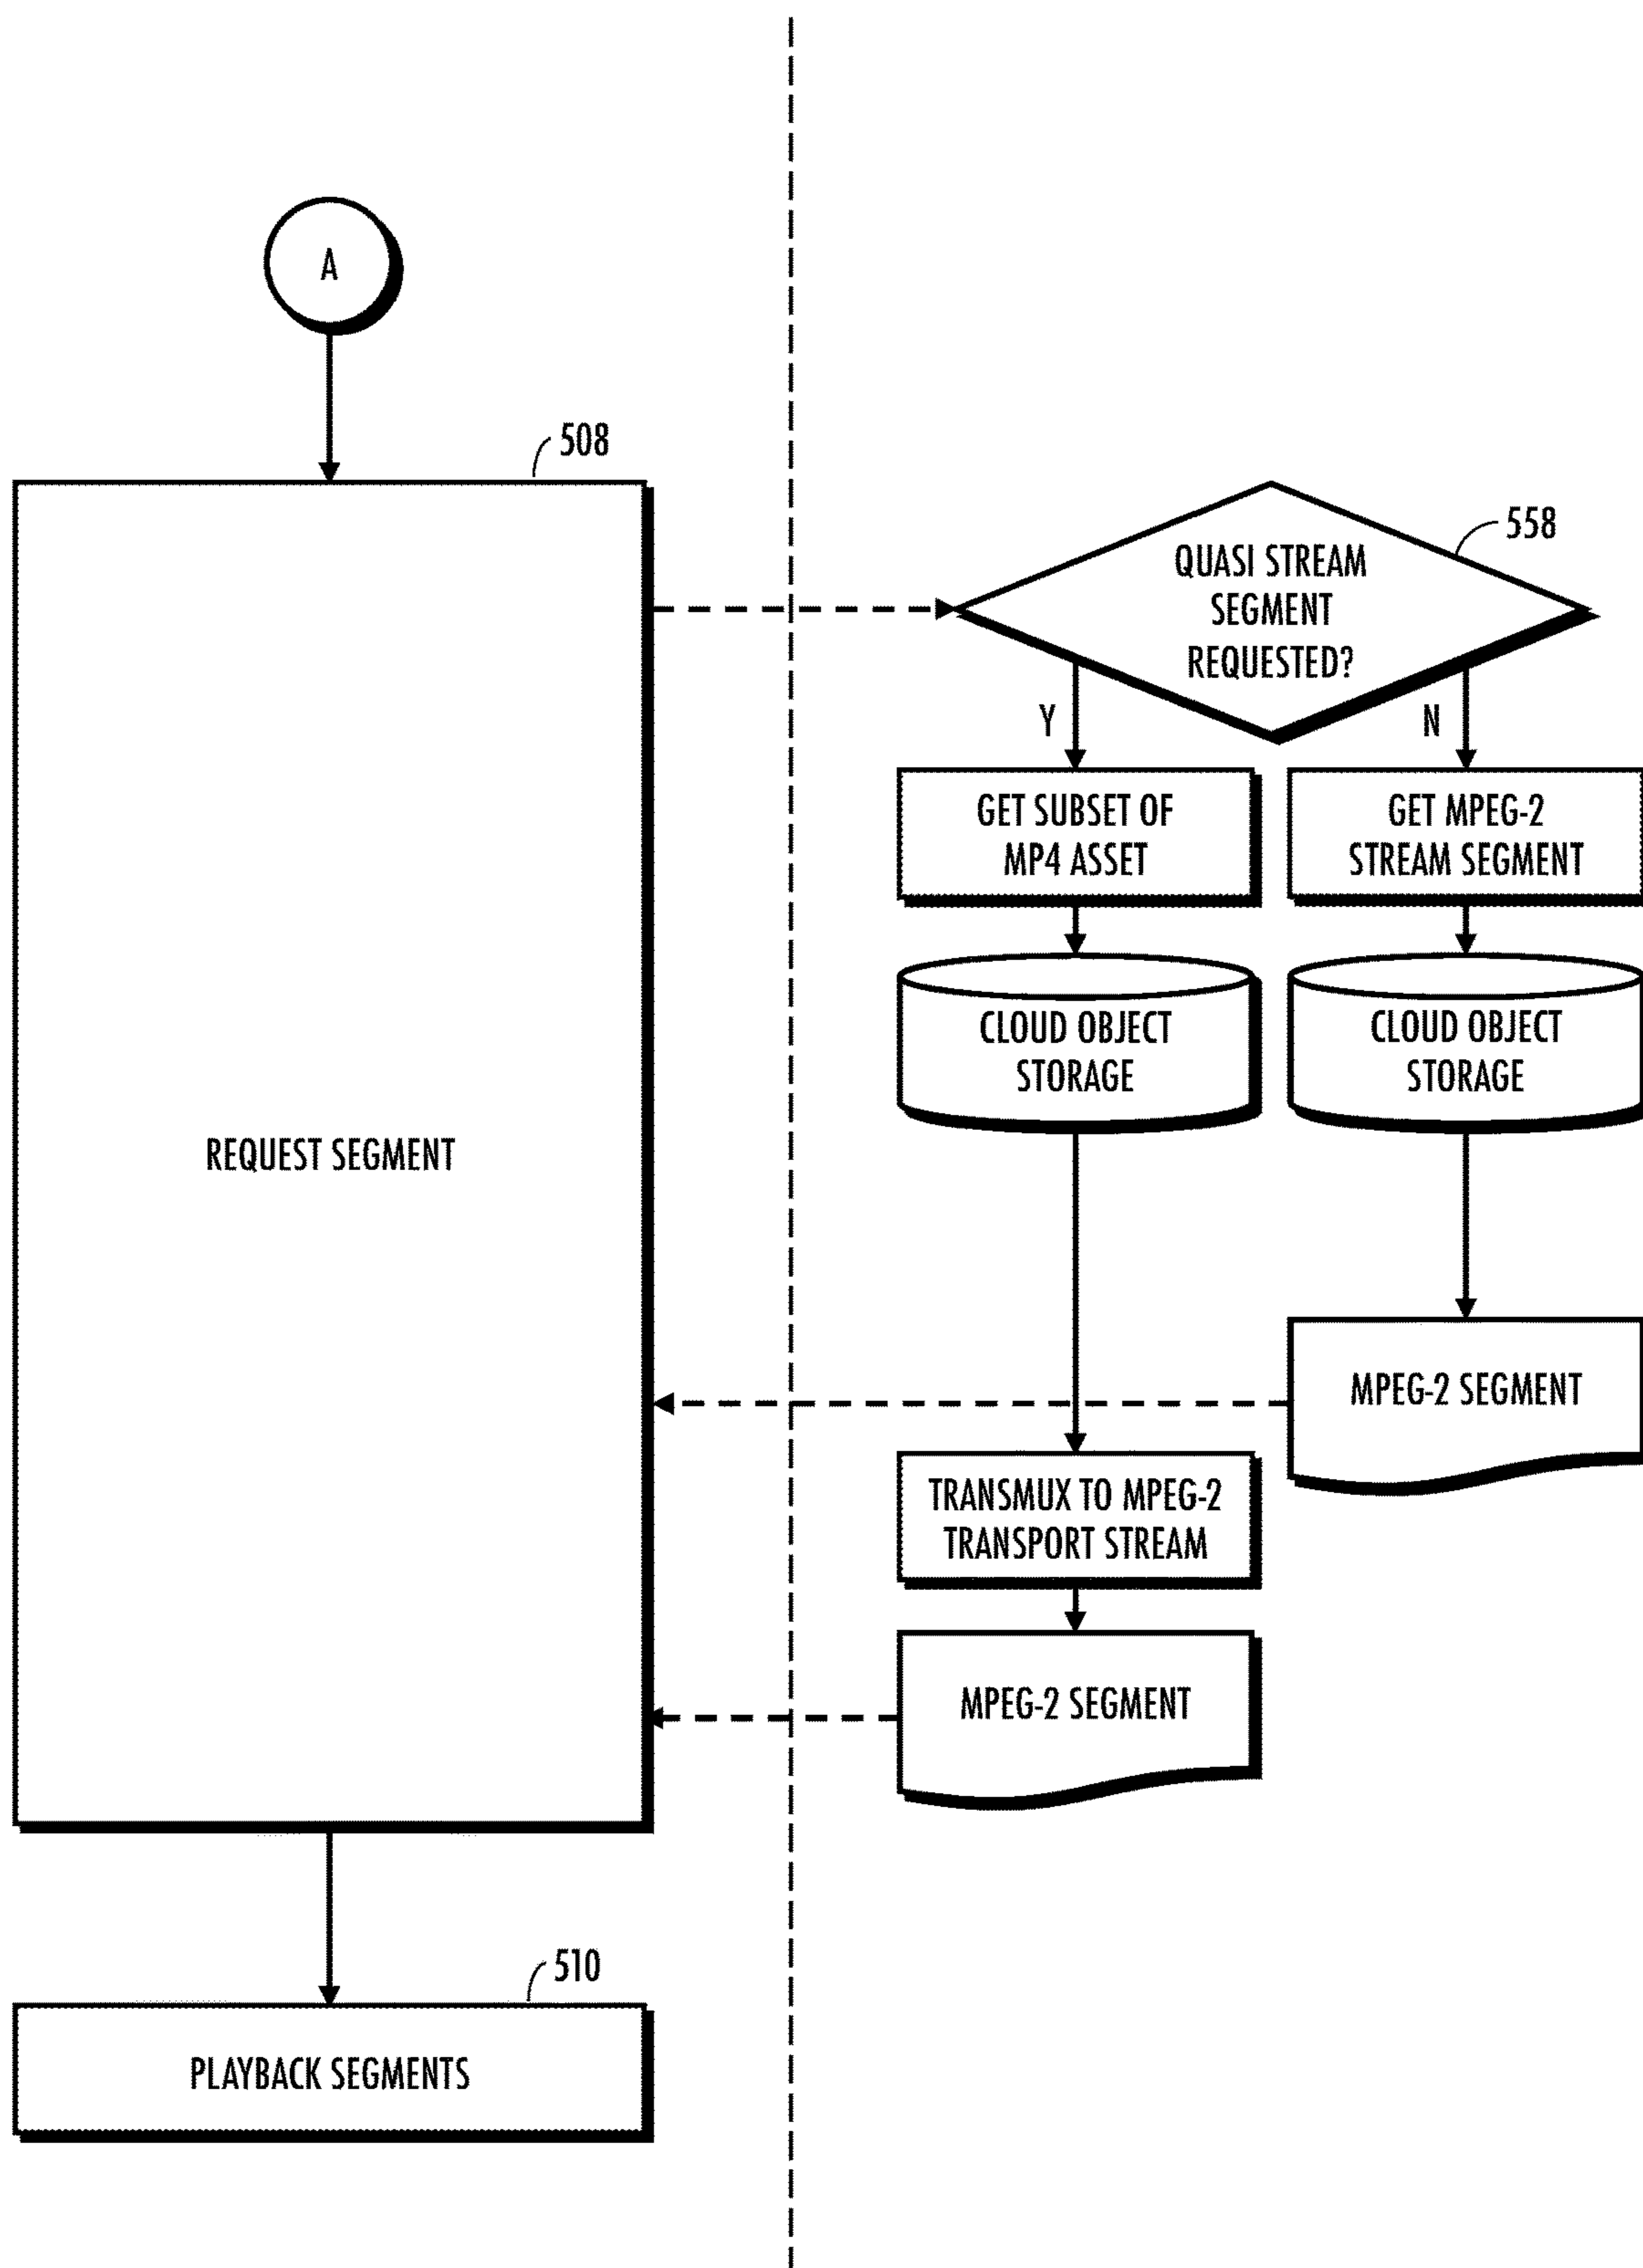 A
508
558
QUASI STREAM
SEGMENT
REQUESTED?
Y
N
GET SUBSET OF
MP4 ASSET
GET MPEG-2
STREAM SEGMENT
CLOUD OBJECT
STORAGE
CLOUD OBJECT
STORAGE
REQUEST SEGMENT
MPEG-2 SEGMENT
TRANSMUX TO MPEG-2
TRANSPORT STREAM
MPEG-2 SEGMENT
510
PLAYBACK SEGMENTS